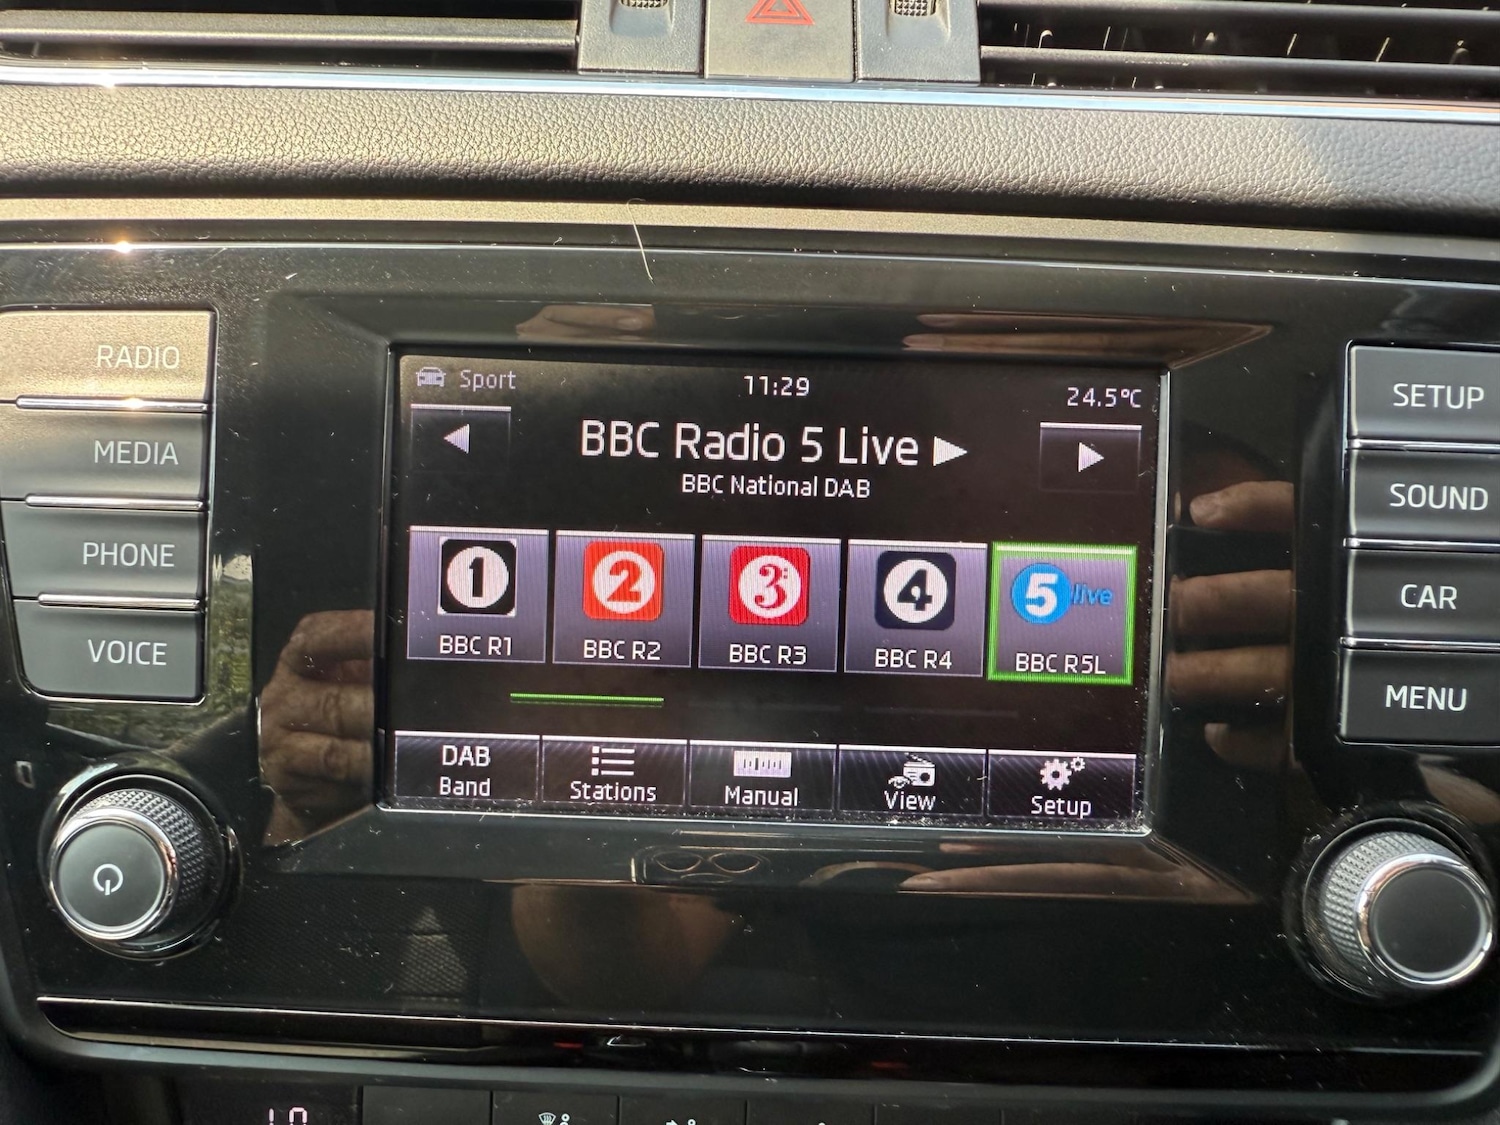 RADIO
MEDIA
PHONE
VOICE
Sport
11:29
24.5°C
BBC Radio 5 Live
BBC National DAB
1
2
3
4
5 live
BBC R1
BBC R2
BBC R3
BBC R4
BBC R5L
DAB
Band
Stations
Manual
View
Setup
SETUP
SOUND
CAR
MENU